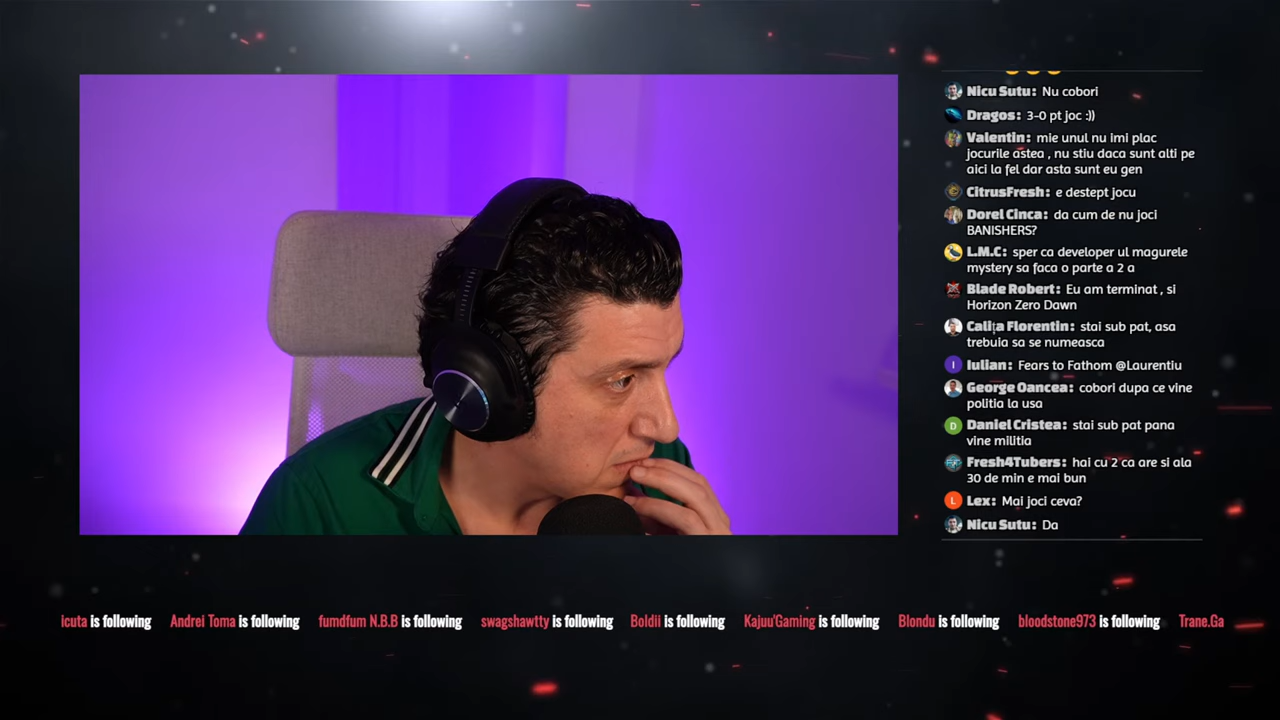 Nicu Sutu: Nu cobori
Dragos: 3-0 pt joc :))
Valentin: mie unul nu imi plac
jocurile astea , nu stiu daca sunt alti pe
aici la fel dar asta sunt eu gen
CitrusFresh: e destept jocu
Dorel Cinca: da cum de nu joci
BANISHERS?
L.M.C: sper ca developer ul magurele
mystery sa faca o parte a 2 a
Blade Robert: Eu am terminat , si
Horizon Zero Dawn
Calița Florentin: stai sub pat, asa
trebuia sa se numeasca
I
Iulian: Fears to Fathom @Laurentiu
George Oancea: cobori dupa ce vine
politia la usa
D
Daniel Cristea: stai sub pat pana
vine militia
Fresh4Tubers: hai cu 2 ca are si ala
30 de min e mai bun
L
Lex: Mai joci ceva?
Nicu Sutu: Da
icuta is following Andrei Toma is following fumdfum N.B.B is following swagshawtty is following Boldii is following Kajuu'Gaming is following Blondu is following bloodstone973 is following Trane.Ga